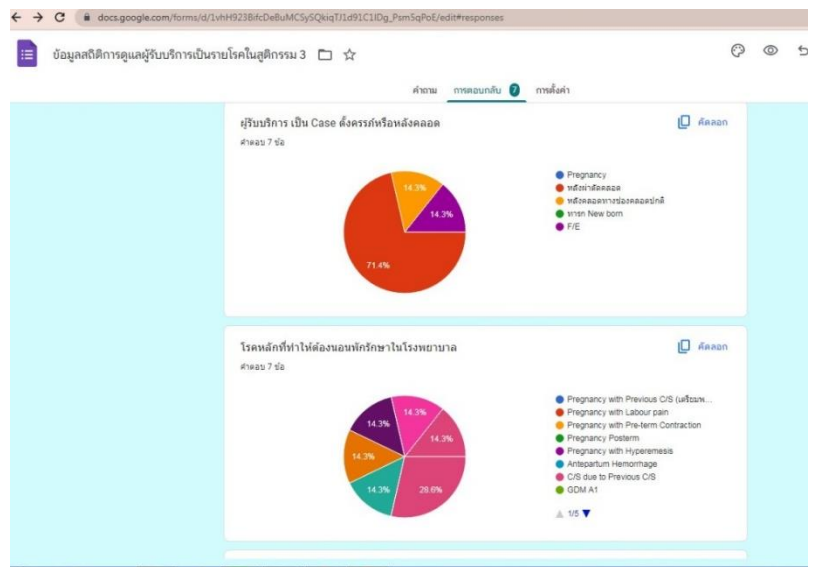 docs.google.com/forms/d/1vhH923BifcDeBuMCSySQkiqTJ1d91C1IDg_PsmSqPoE/edit#responses
ข้อมูลสถิติการดูแลผู้รับบริการเป็นรายโรคในสูติกรรม 3
คำถาม การตอบกลับ 7 การตั้งค่า
ผู้รับบริการ เป็น Case ตั้งครรภ์หรือหลังคลอด
คัดลอก
คำตอบ 7 ข้อ
Pregnancy
หลังผ่าตัดคลอด
หลังคลอดทางช่องคลอดปกติ
ทารก New born
F/E
14.3%
14.3%
71.4%
โรคหลักที่ทำให้ต้องนอนพักรักษาในโรงพยาบาล
คัดลอก
คำตอบ 7 ข้อ
Pregnancy with Previous C/S (เตรียมพ...
Pregnancy with Labour pain
Pregnancy with Pre-term Contraction
Pregnancy Posterm
Pregnancy with Hyperemesis
Antepartum Hemorrhage
C/S due to Previous C/S
GDM A1
1/5
14.3%
14.3%
14.3%
14.3%
14.3%
28.6%